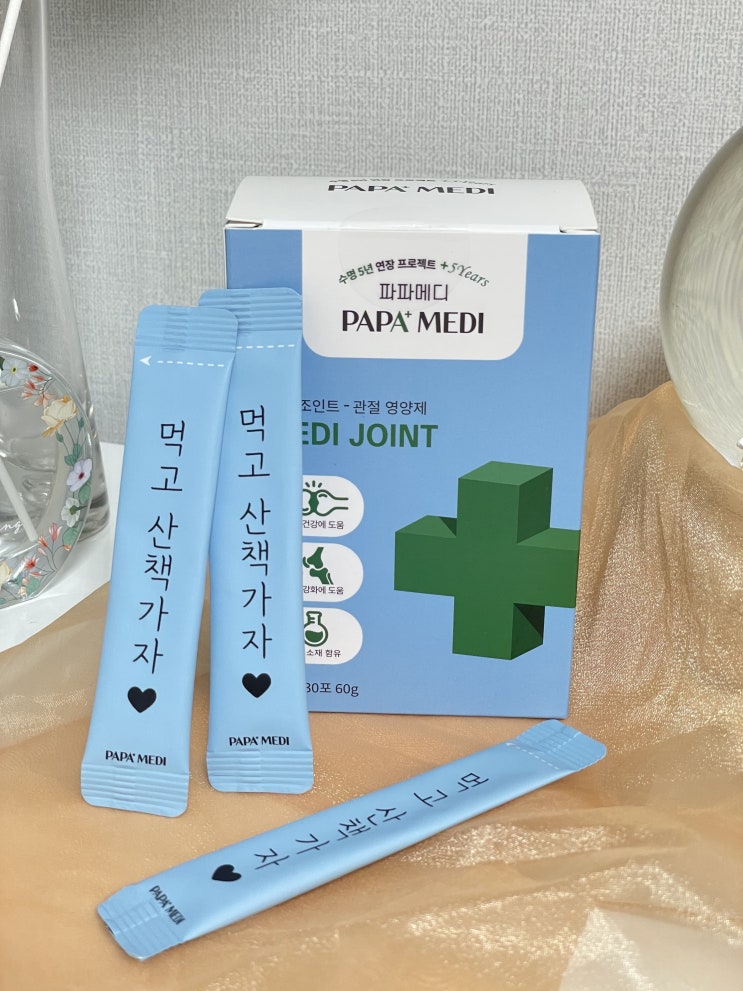 PAPA+ MEDI
수명 5년 연장 프로젝트 +5Years
파파메디
PAPA+ MEDI
조인트 - 관절 영양제
EDI JOINT
건강에 도움
강화에 도움
소재 함유
30포 60g
먹고 산책가자
PAPA+ MEDI
먹고 산책가자
PAPA+ MEDI
먹고 산책가자
PAPA+ MEDI